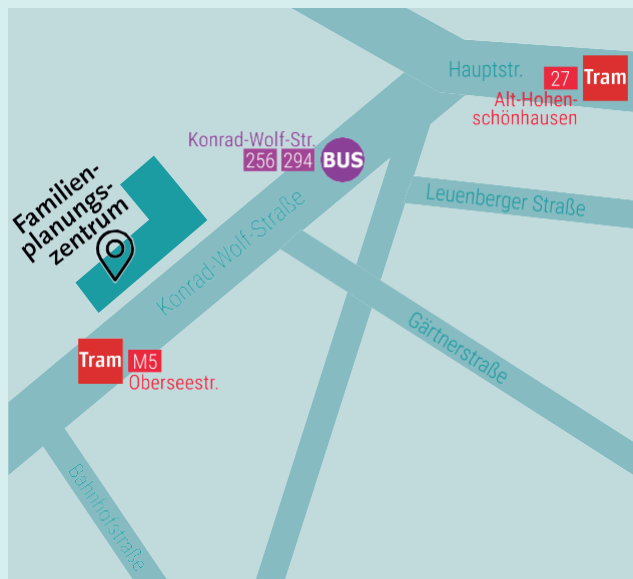 Hauptstr.
27 Tram
Alt-Hohen-
schönhausen
Konrad-Wolf-Str.
256 294 BUS
Leuenberger Straße
Familien-
planungs-
zentrum
Konrad-Wolf-Straße
Gärtnerstraße
Tram M5
Oberseestr.
Bahnhofstraße